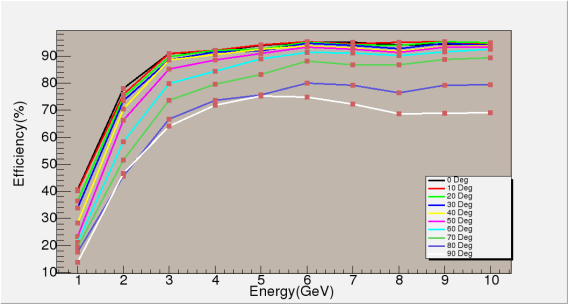 Efficiency(%)
90
80
70
60
50
40
30
20
10
1 2 3 4 5 6 7 8 9 10
Energy(GeV)
0 Deg
10 Deg
20 Deg
30 Deg
40 Deg
50 Deg
60 Deg
70 Deg
80 Deg
90 Deg